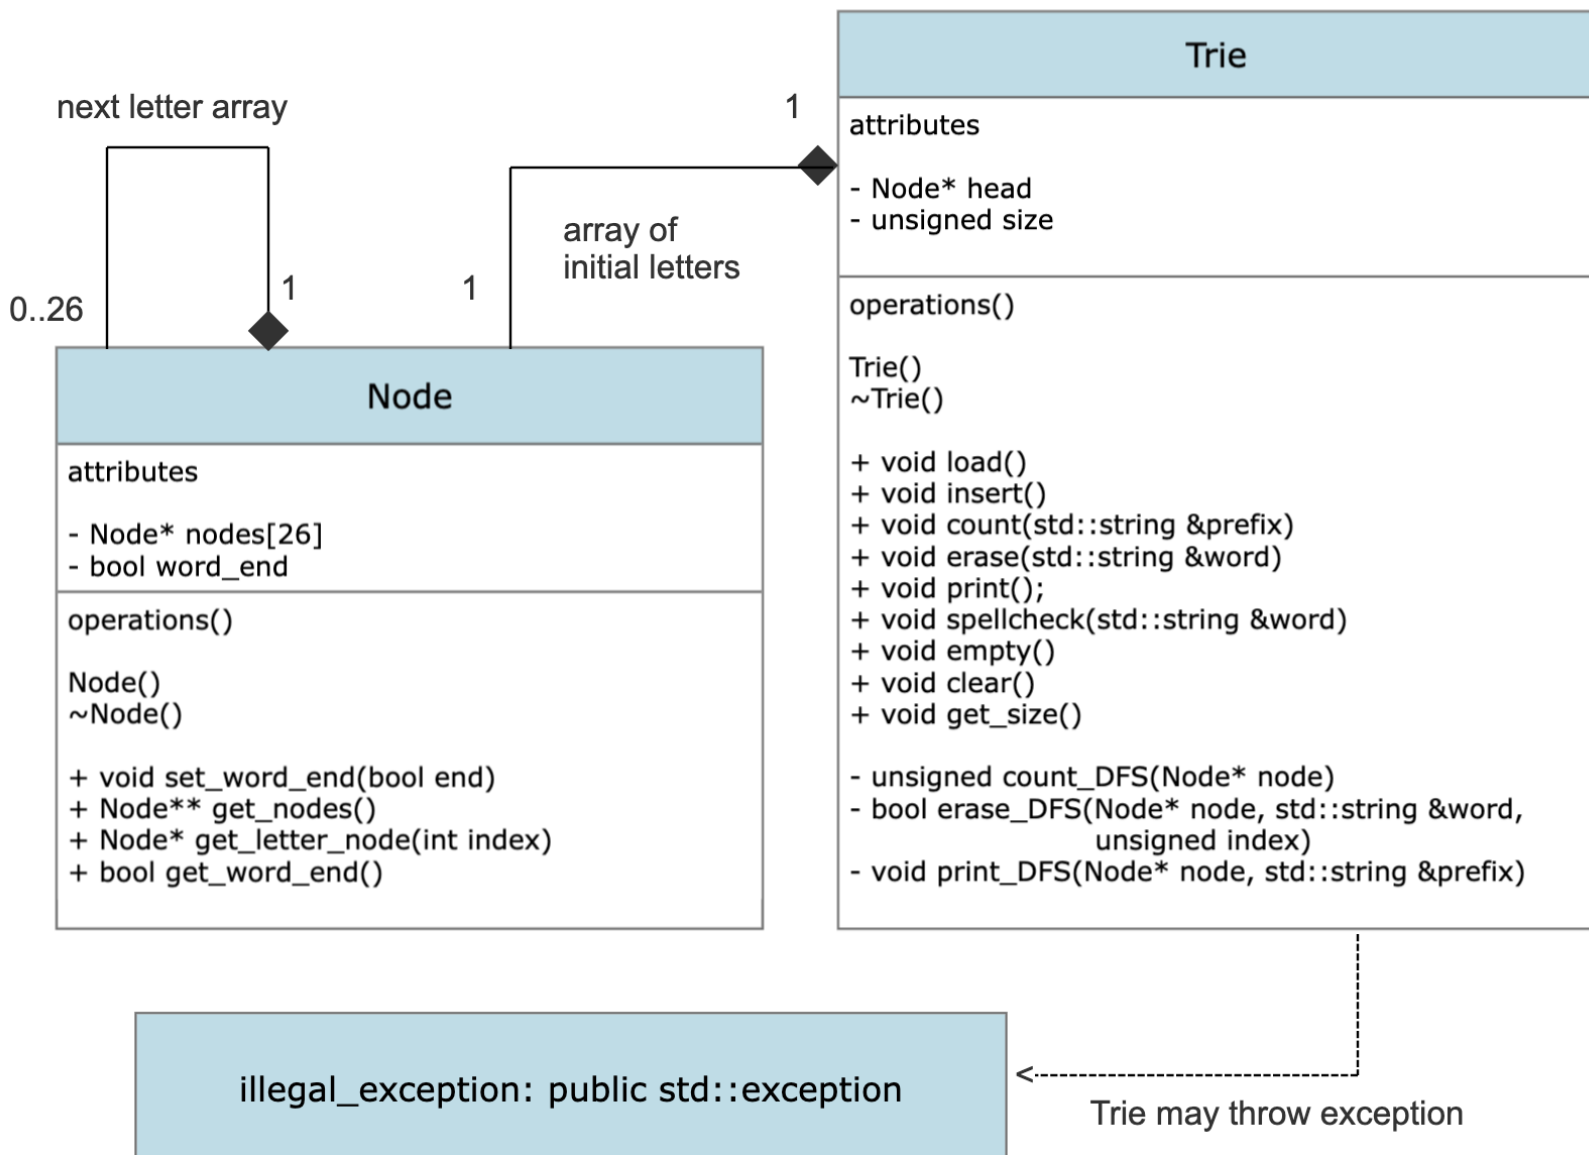 next letter array
0..26
1
1
array of
initial letters
1
Node
attributes
- Node* nodes[26]
- bool word_end
operations()
Node()
~Node()
+ void set_word_end(bool end)
+ Node** get_nodes()
+ Node* get_letter_node(int index)
+ bool get_word_end()
Trie
attributes
- Node* head
- unsigned size
operations()
Trie()
~Trie()
+ void load()
+ void insert()
+ void count(std::string &prefix)
+ void erase(std::string &word)
+ void print();
+ void spellcheck(std::string &word)
+ void empty()
+ void clear()
+ void get_size()
- unsigned count_DFS(Node* node)
- bool erase_DFS(Node* node, std::string &word,
unsigned index)
- void print_DFS(Node* node, std::string &prefix)
illegal_exception: public std::exception
Trie may throw exception